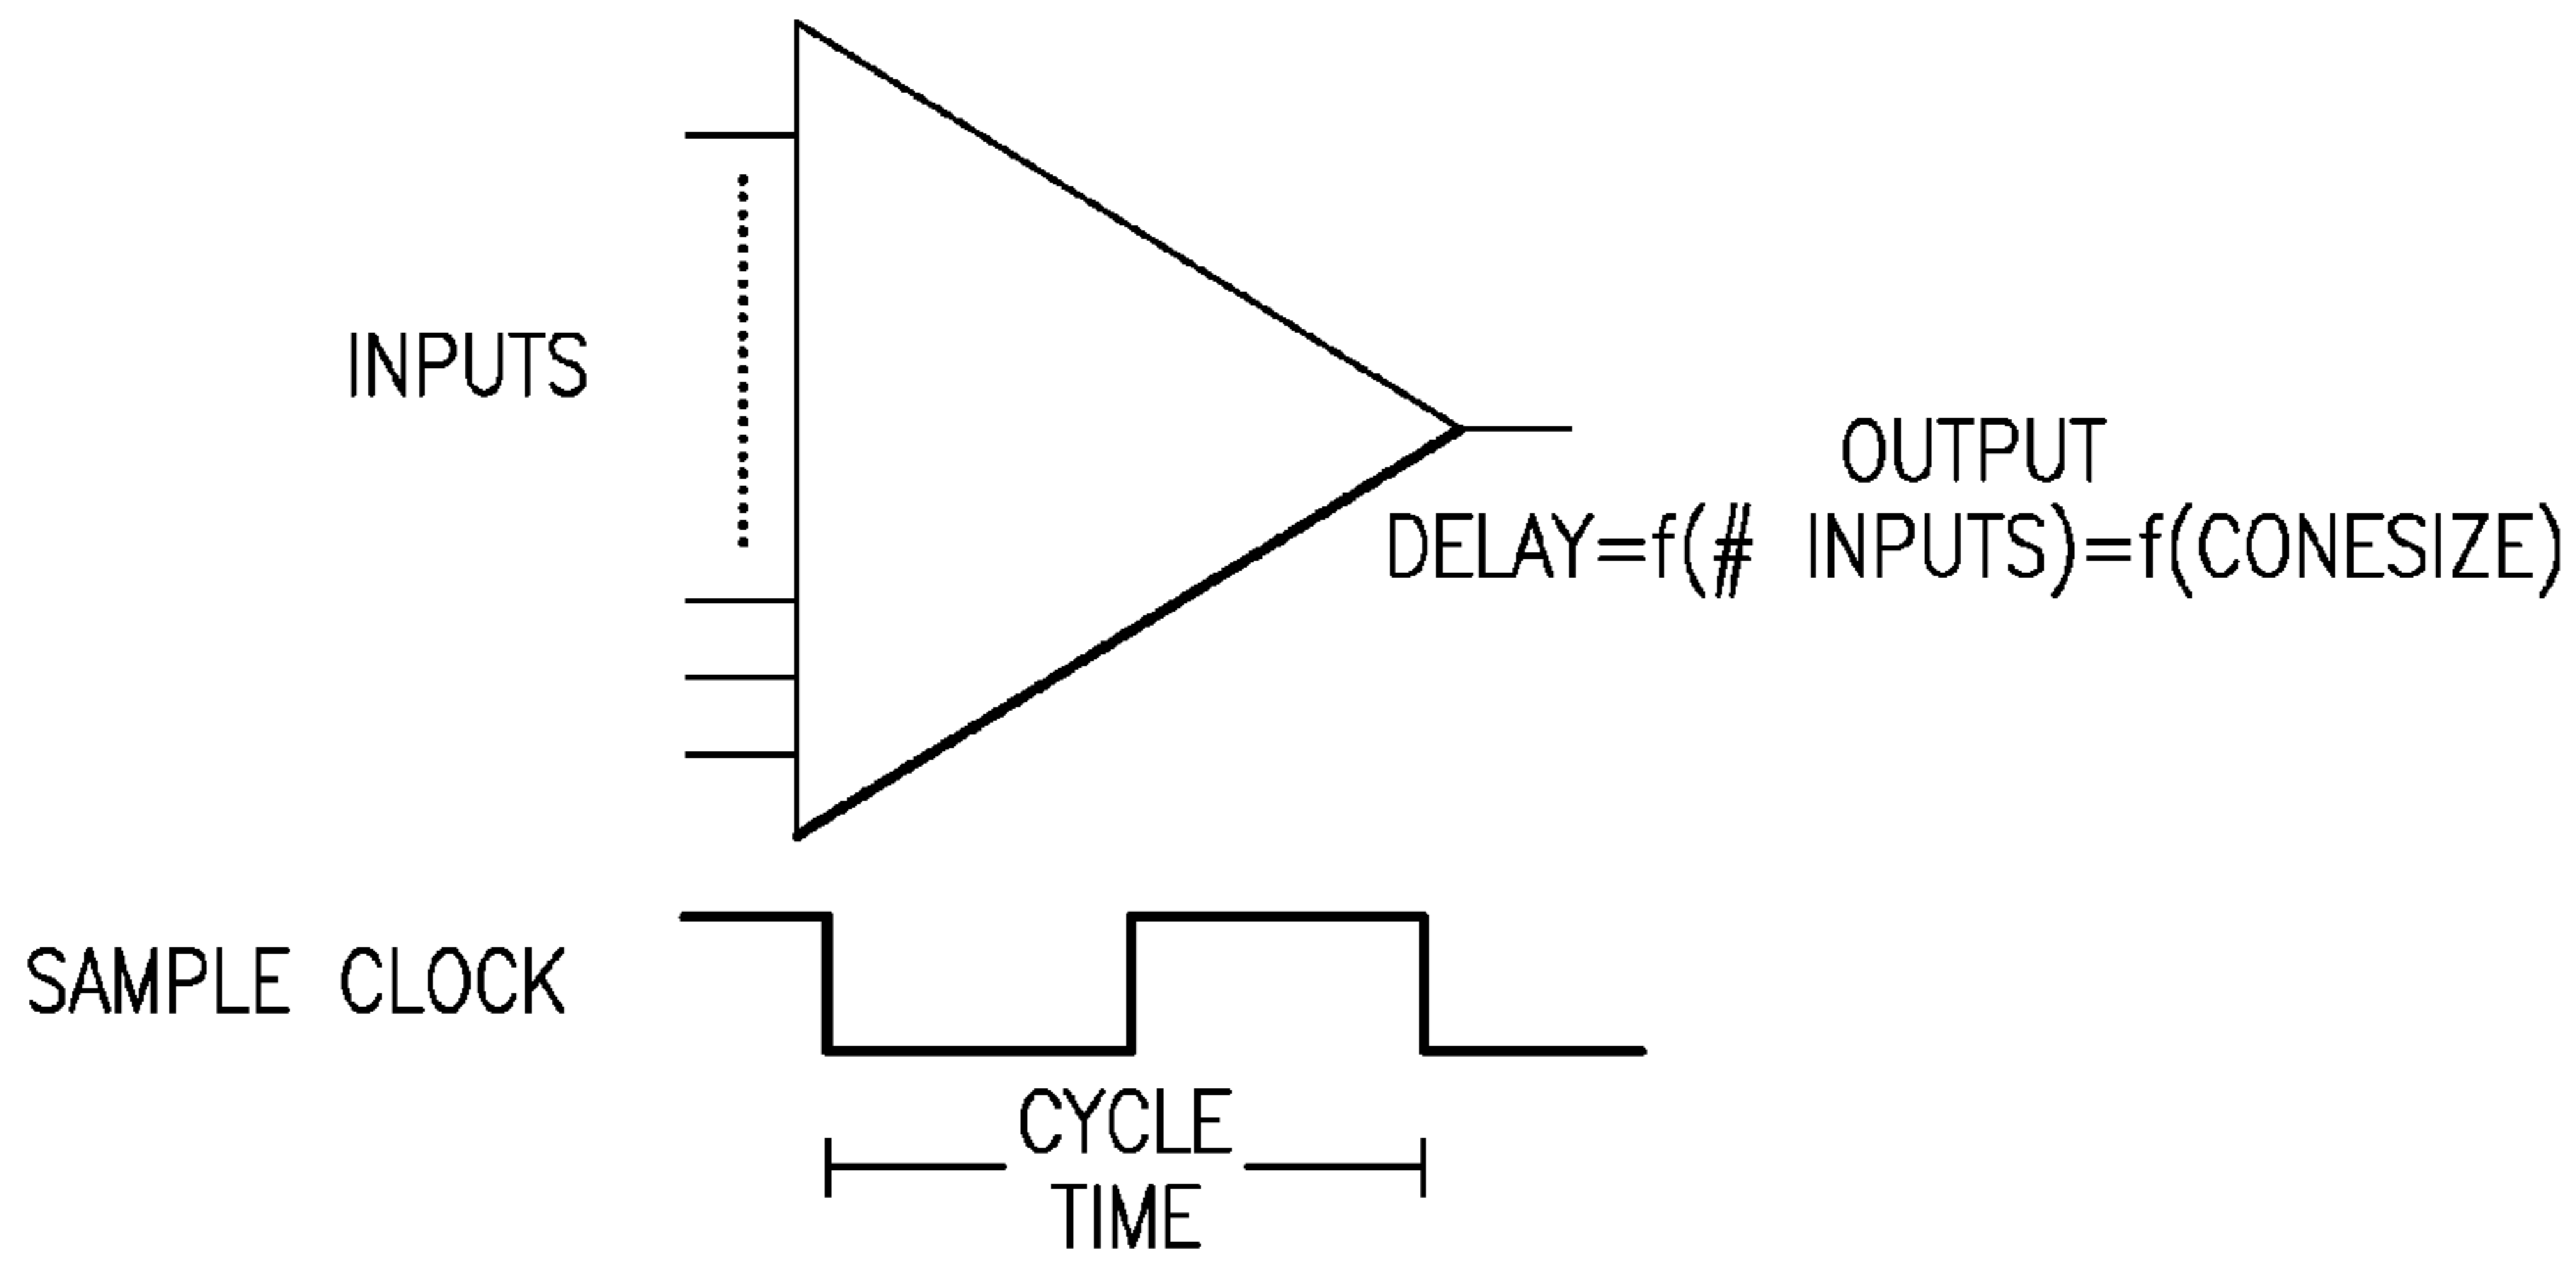 INPUTS
OUTPUT
DELAY=f(# INPUTS)=f(CONESIZE)
SAMPLE CLOCK
CYCLE
TIME